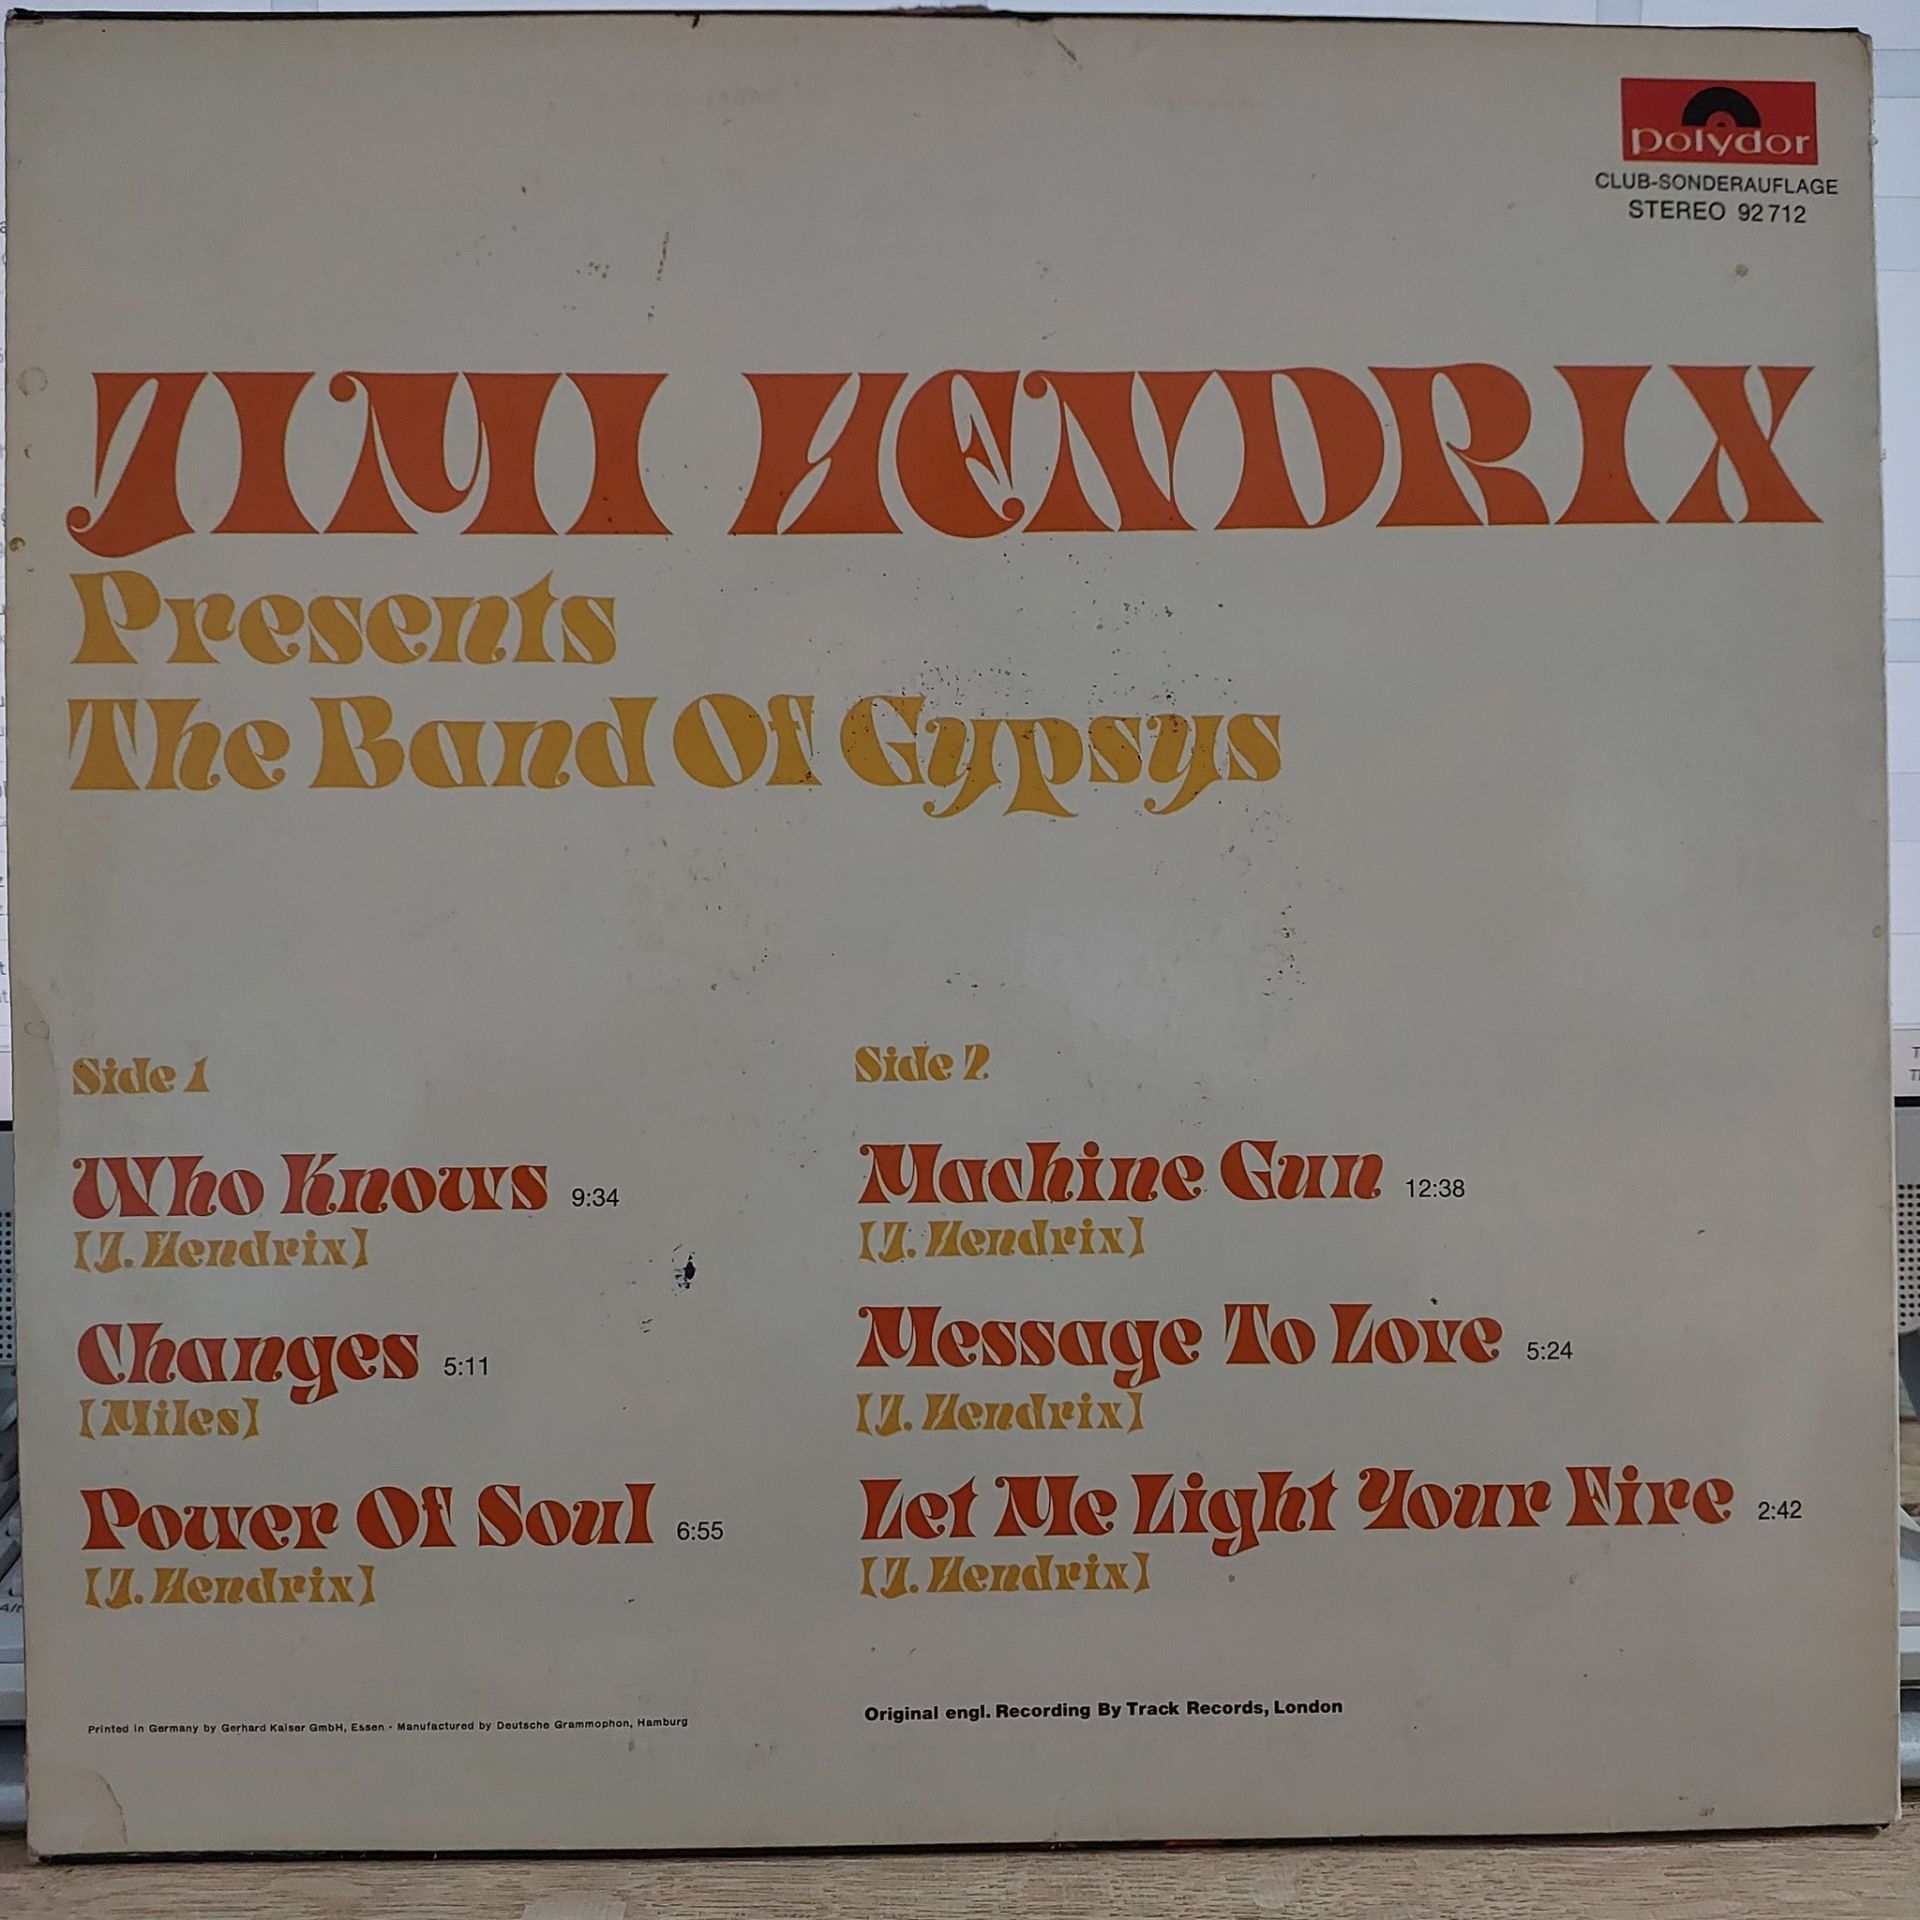 polydor
CLUB-SONDERAUFLAGE
STEREO 92 712
JIMI HENDRIX
Presents
The Band Of Gypsys
Side 1
Who Knows 9:34
[J. Hendrix]
Changes 5:11
[Miles]
Power Of Soul 6:55
[J. Hendrix]
Side 2
Machine Gun 12:38
[J. Hendrix]
Message To Love 5:24
[J. Hendrix]
Let Me Light Your Fire 2:42
[J. Hendrix]
Printed in Germany by Gerhard Kaiser GmbH, Essen · Manufactured by Deutsche Grammophon, Hamburg
Original engl. Recording By Track Records, London